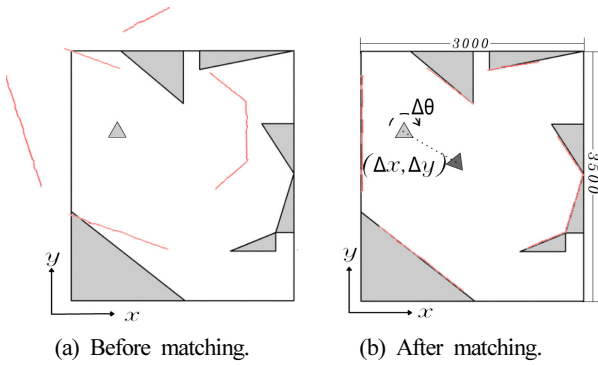 y
x
(a) Before matching.
3000
Δθ
(Δx,Δy)
3500
y
x
(b) After matching.